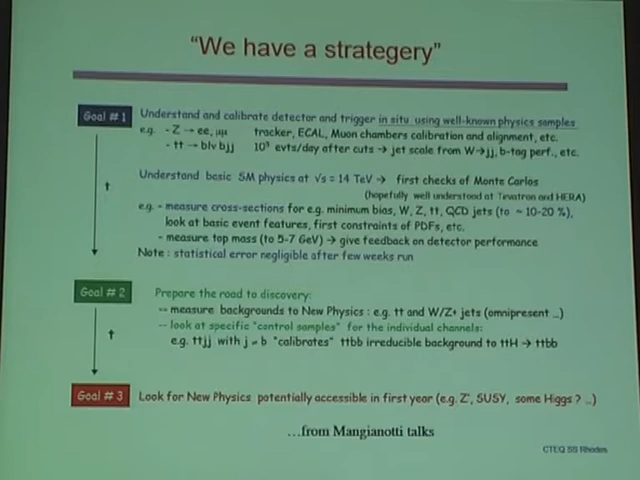 "We have a strategery"
Goal # 1
Understand and calibrate detector and trigger in situ using well-known physics samples
e.g. - Z → ee, μμ tracker, ECAL, Muon chambers calibration and alignment, etc.
- tt → blν bjj 10³ evts/day after cuts → jet scale from W→jj, b-tag perf., etc.
Understand basic SM physics at √s = 14 TeV → first checks of Monte Carlos
(hopefully well understood at Tevatron and HERA)
t
e.g. - measure cross-sections for e.g. minimum bias, W, Z, tt, QCD jets (to ~ 10-20 %),
look at basic event features, first constraints of PDFs, etc.
- measure top mass (to 5-7 GeV) → give feedback on detector performance
Note : statistical error negligible after few weeks run
Goal # 2
Prepare the road to discovery:
-- measure backgrounds to New Physics : e.g. tt and W/Z+ jets (omnipresent ...)
-- look at specific "control samples" for the individual channels:
t
e.g. ttjj with j = b "calibrates" ttbb irreducible background to ttH → ttbb
Goal # 3
Look for New Physics potentially accessible in first year (e.g. Z', SUSY, some Higgs ? ...)
...from Mangianotti talks
CTEQ SS Rhodes